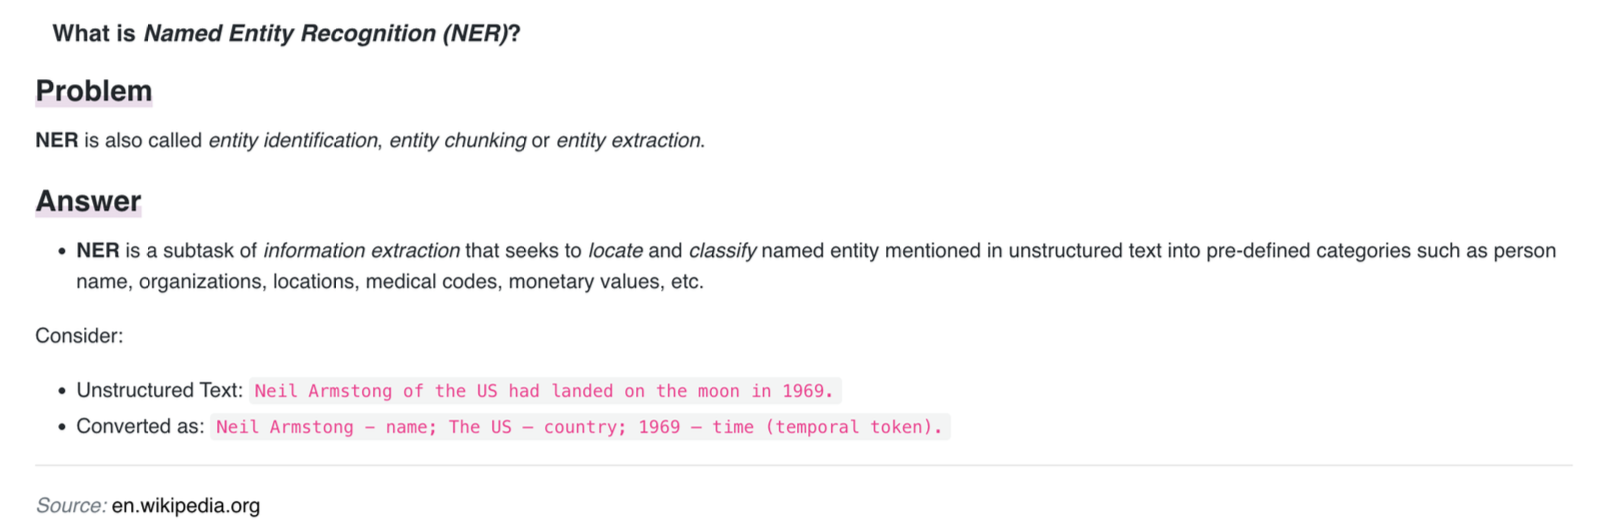 What is Named Entity Recognition (NER)?
Problem
NER is also called entity identification, entity chunking or entity extraction.
Answer
• NER is a subtask of information extraction that seeks to locate and classify named entity mentioned in unstructured text into pre-defined categories such as person
name, organizations, locations, medical codes, monetary values, etc.
Consider:
• Unstructured Text: Neil Armstong of the US had landed on the moon in 1969.
• Converted as: Neil Armstong – name; The US – country; 1969 – time (temporal token).
Source: en.wikipedia.org